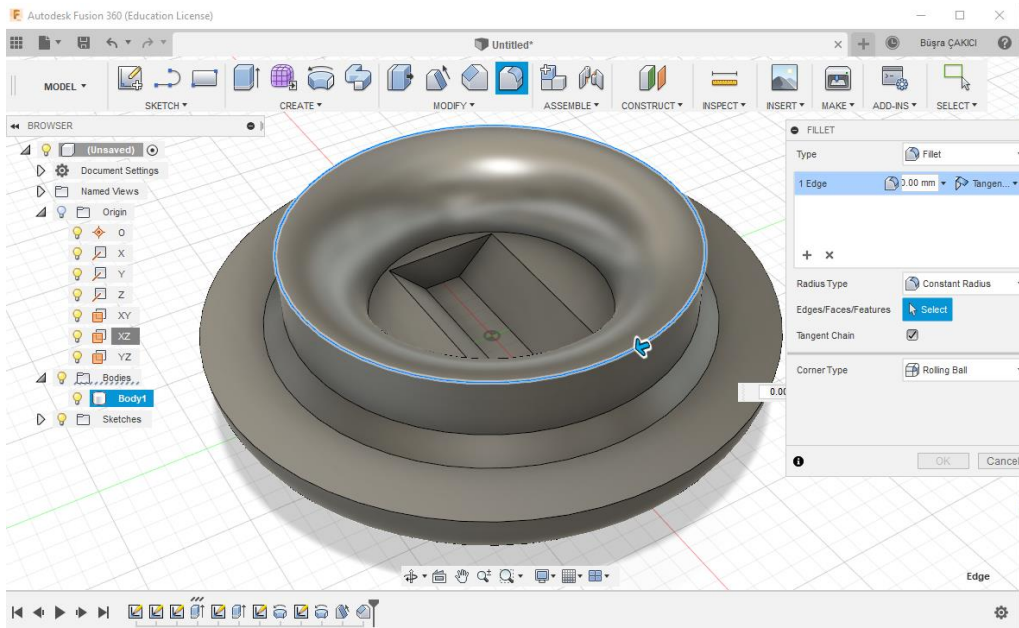 Autodesk Fusion 360 (Education License)
Untitled*
Büşra ÇAKICI
MODEL
SKETCH CREATE MODIFY ASSEMBLE CONSTRUCT INSPECT INSERT MAKE ADD-INS SELECT
BROWSER
(Unsaved)
Document Settings
Named Views
Origin
O
X
Y
Z
XY
XZ
YZ
Bodies
Body1
Sketches
FILLET
Type Fillet
1 Edge 0.00 mm Tangen...
Radius Type Constant Radius
Edges/Faces/Features Select
Tangent Chain
Corner Type Rolling Ball
0.00
OK Cancel
Edge